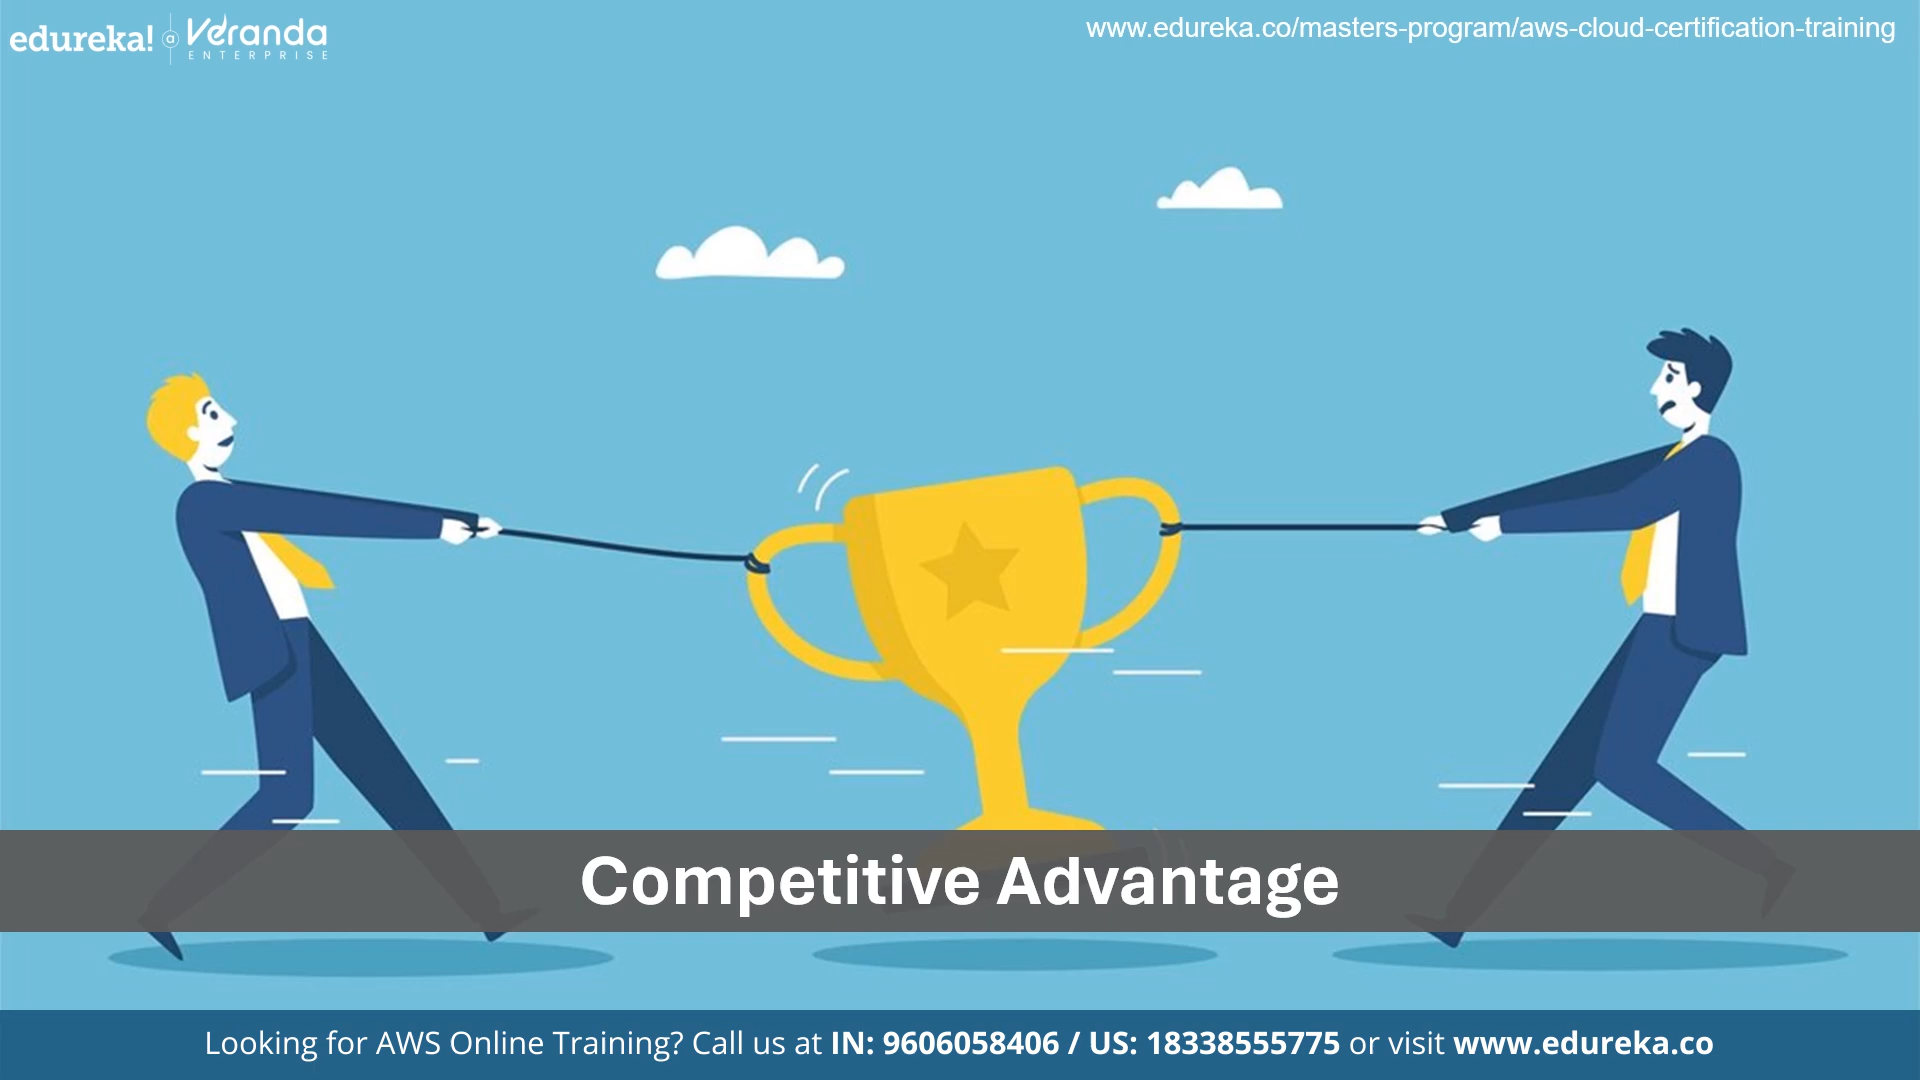 edureka! a Veranda
ENTERPRISE
www.edureka.co/masters-program/aws-cloud-certification-training
Competitive Advantage
Looking for AWS Online Training? Call us at IN: 9606058406 / US: 18338555775 or visit www.edureka.co